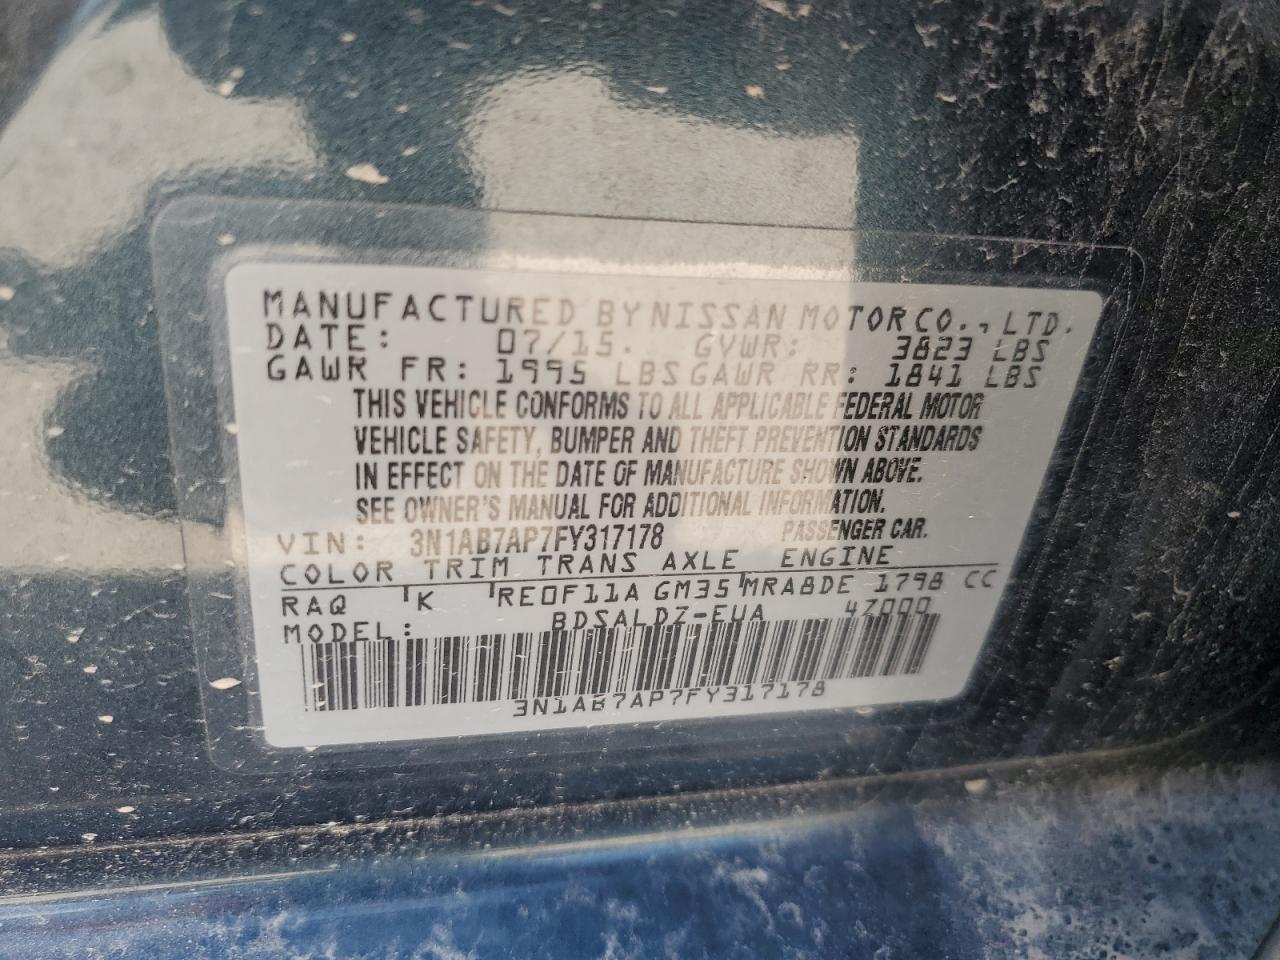 MANUFACTURED BY NISSAN MOTOR CO., LTD.
DATE: 07/15. GVWR: 3823 LBS
GAWR FR: 1995 LBS GAWR RR: 1841 LBS
THIS VEHICLE CONFORMS TO ALL APPLICABLE FEDERAL MOTOR
VEHICLE SAFETY, BUMPER AND THEFT PREVENTION STANDARDS
IN EFFECT ON THE DATE OF MANUFACTURE SHOWN ABOVE.
SEE OWNER'S MANUAL FOR ADDITIONAL INFORMATION.
VIN: 3N1AB7AP7FY317178 PASSENGER CAR.
COLOR TRIM TRANS AXLE ENGINE
RAQ K RE0F11A GM35 MRA8DE 1798 CC
MODEL: BDSALDZ-EUA 4Z000
3N1AB7AP7FY317178